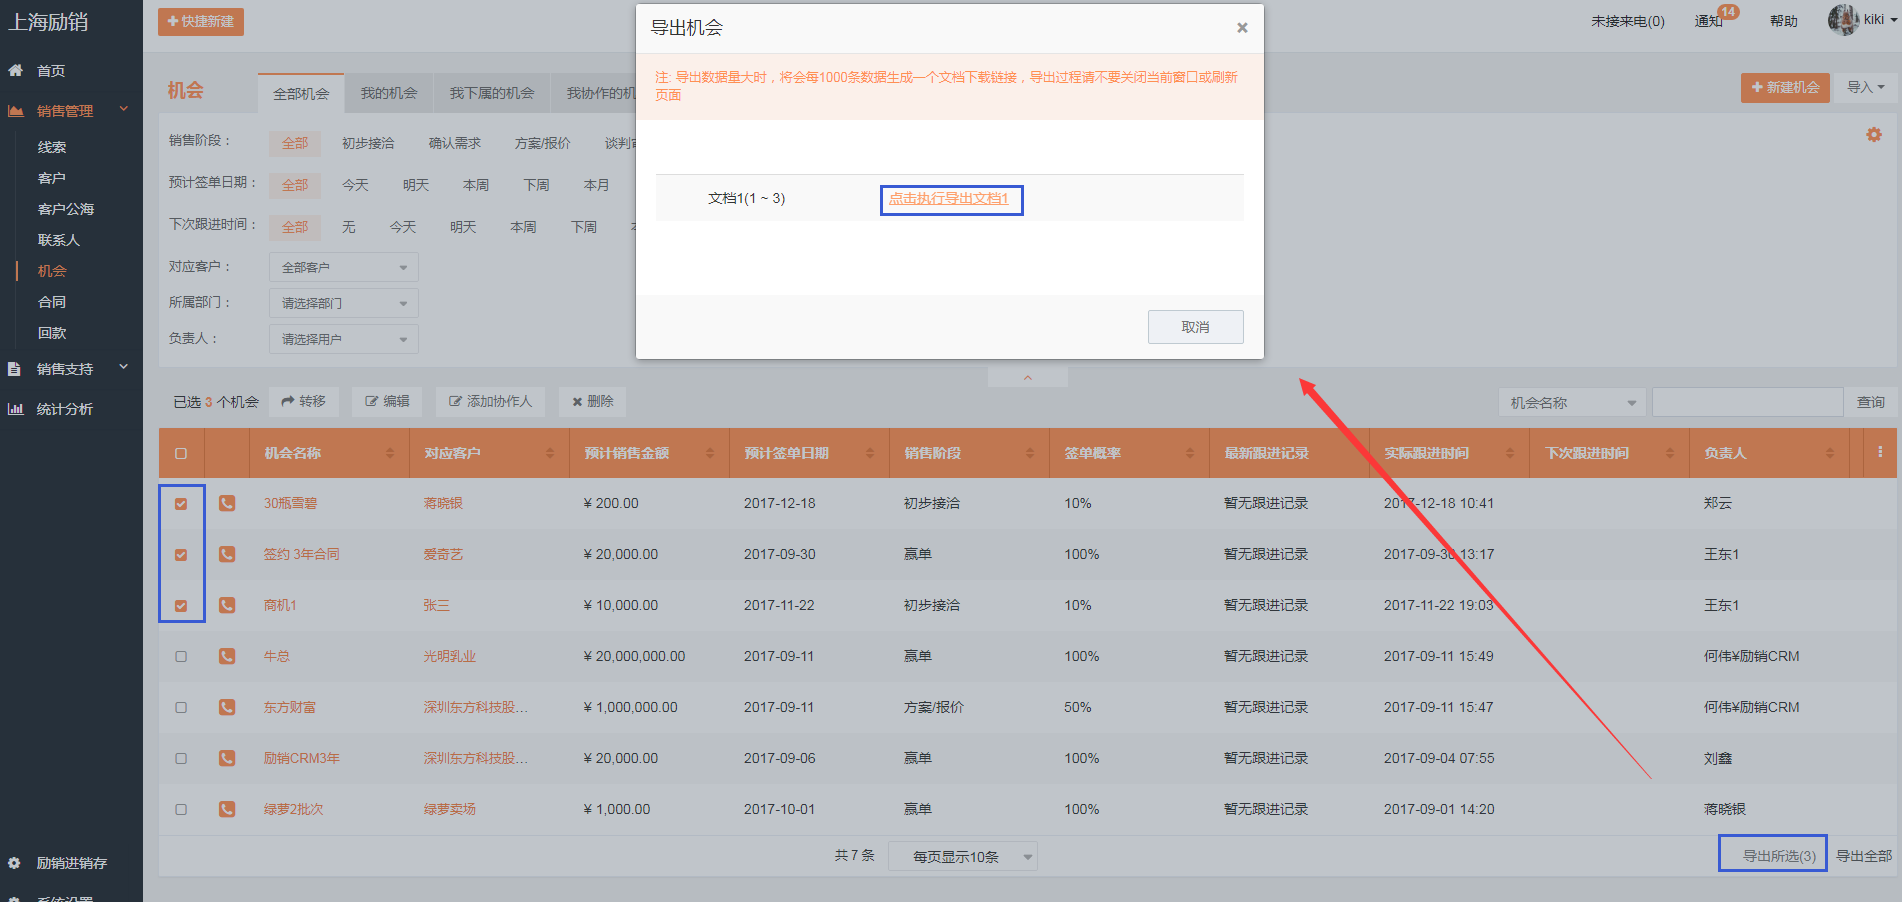 上海励销
快捷新建
未接来电(0)
通知
14
帮助
kiki
首页
销售管理
线索
客户
客户公海
联系人
机会
合同
回款
销售支持
统计分析
励销进销存
机会
全部机会
我的机会
我下属的机会
我协作的机
新建机会
导入
销售阶段：
全部
初步接洽
确认需求
方案/报价
预计签单日期：
全部
今天
明天
本周
下周
本月
下次跟进时间：
全部
无
今天
明天
本周
下周
对应客户：
全部客户
所属部门：
请选择部门
负责人：
请选择用户
导出机会
×
注: 导出数据量大时，将会每1000条数据生成一个文档下载链接，导出过程请不要关闭当前窗口或刷新
页面
文档1(1 ~ 3)
点击执行导出文档1
取消
已选 3 个机会
转移
编辑
添加协作人
删除
机会名称
查询
机会名称 对应客户 预计销售金额 预计签单日期 销售阶段 签单概率 最新跟进记录 实际跟进时间 下次跟进时间 负责人
30瓶雪碧 蒋晓银 ¥ 200.00 2017-12-18 初步接洽 10% 暂无跟进记录 2017-12-18 10:41 郑云
签约 3年合同 爱奇艺 ¥ 20,000.00 2017-09-30 赢单 100% 暂无跟进记录 2017-09-30 13:17 王东1
商机1 张三 ¥ 10,000.00 2017-11-22 初步接洽 10% 暂无跟进记录 2017-11-22 19:03 王东1
牛总 光明乳业 ¥ 20,000,000.00 2017-09-11 赢单 100% 暂无跟进记录 2017-09-11 15:49 何伟¥励销CRM
东方财富 深圳东方科技股... ¥ 1,000,000.00 2017-09-11 方案/报价 50% 暂无跟进记录 2017-09-11 15:47 何伟¥励销CRM
励销CRM3年 深圳东方科技股... ¥ 20,000.00 2017-09-06 赢单 100% 暂无跟进记录 2017-09-04 07:55 刘鑫
绿萝2批次 绿萝卖场 ¥ 1,000.00 2017-10-01 赢单 100% 暂无跟进记录 2017-09-01 14:20 蒋晓银
共 7 条
每页显示10条
导出所选(3)
导出全部